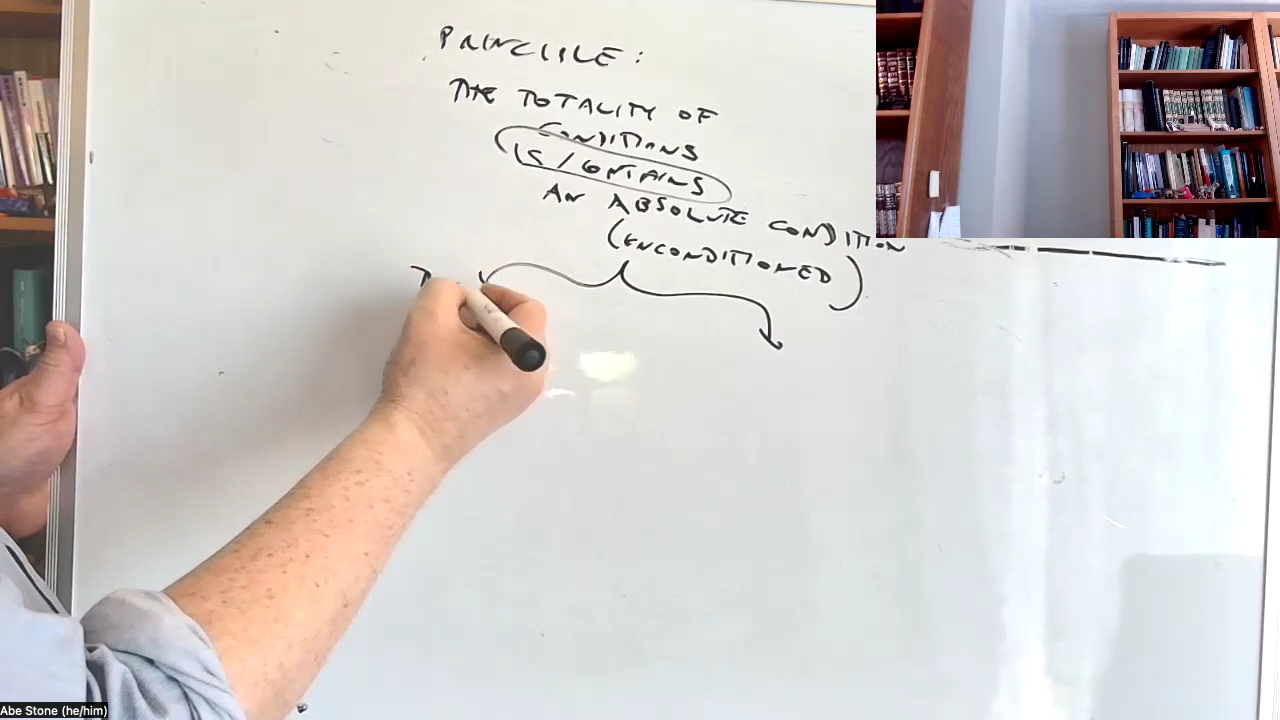 PRINCIPLE:
THE TOTALITY OF
CONDITIONS
IS / CONTAINS
AN ABSOLUTE CONDITION
(UNCONDITIONED)
Abe Stone (he/him)